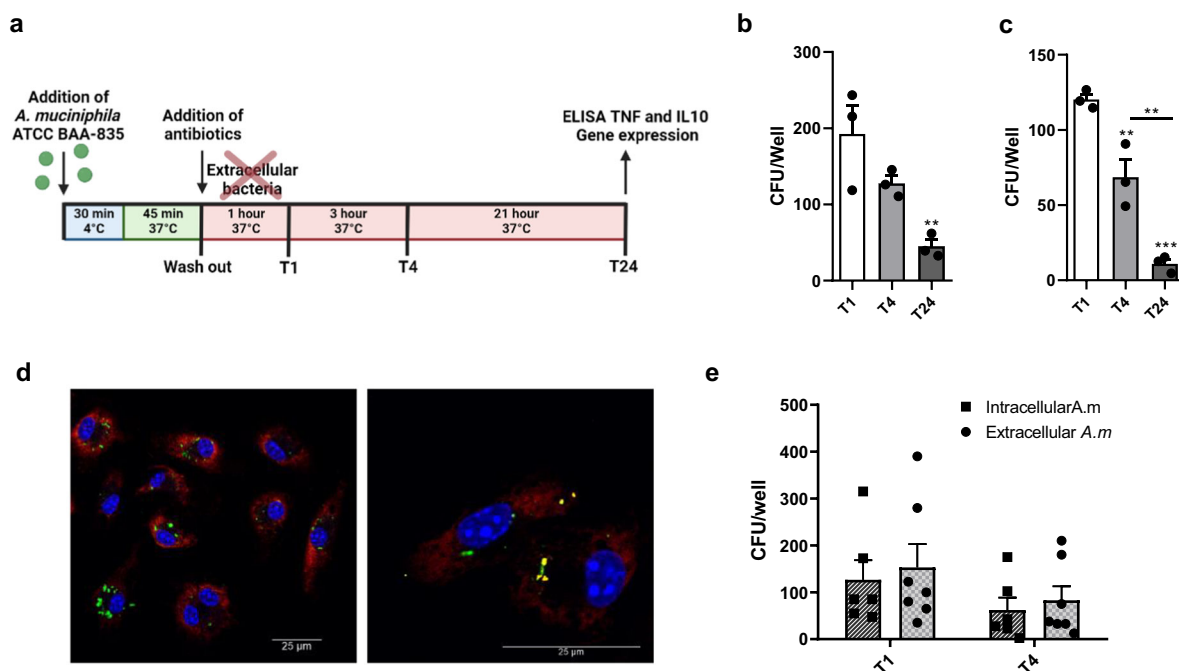 a
Addition of
A. muciniphila
ATCC BAA-835
Addition of
antibiotics
Extracellular
bacteria
ELISA TNF and IL10
Gene expression
30 min
4°C
45 min
37°C
1 hour
37°C
3 hour
37°C
21 hour
37°C
Wash out
T1
T4
T24
b
CFU/Well
300
200
100
0
**
T1
T4
T24
c
CFU/Well
150
100
50
0
**
**
***
T1
T4
T24
d
25 µm
25 µm
e
CFU/well
500
400
300
200
100
0
IntracellularA.m
Extracellular A.m
T1
T4